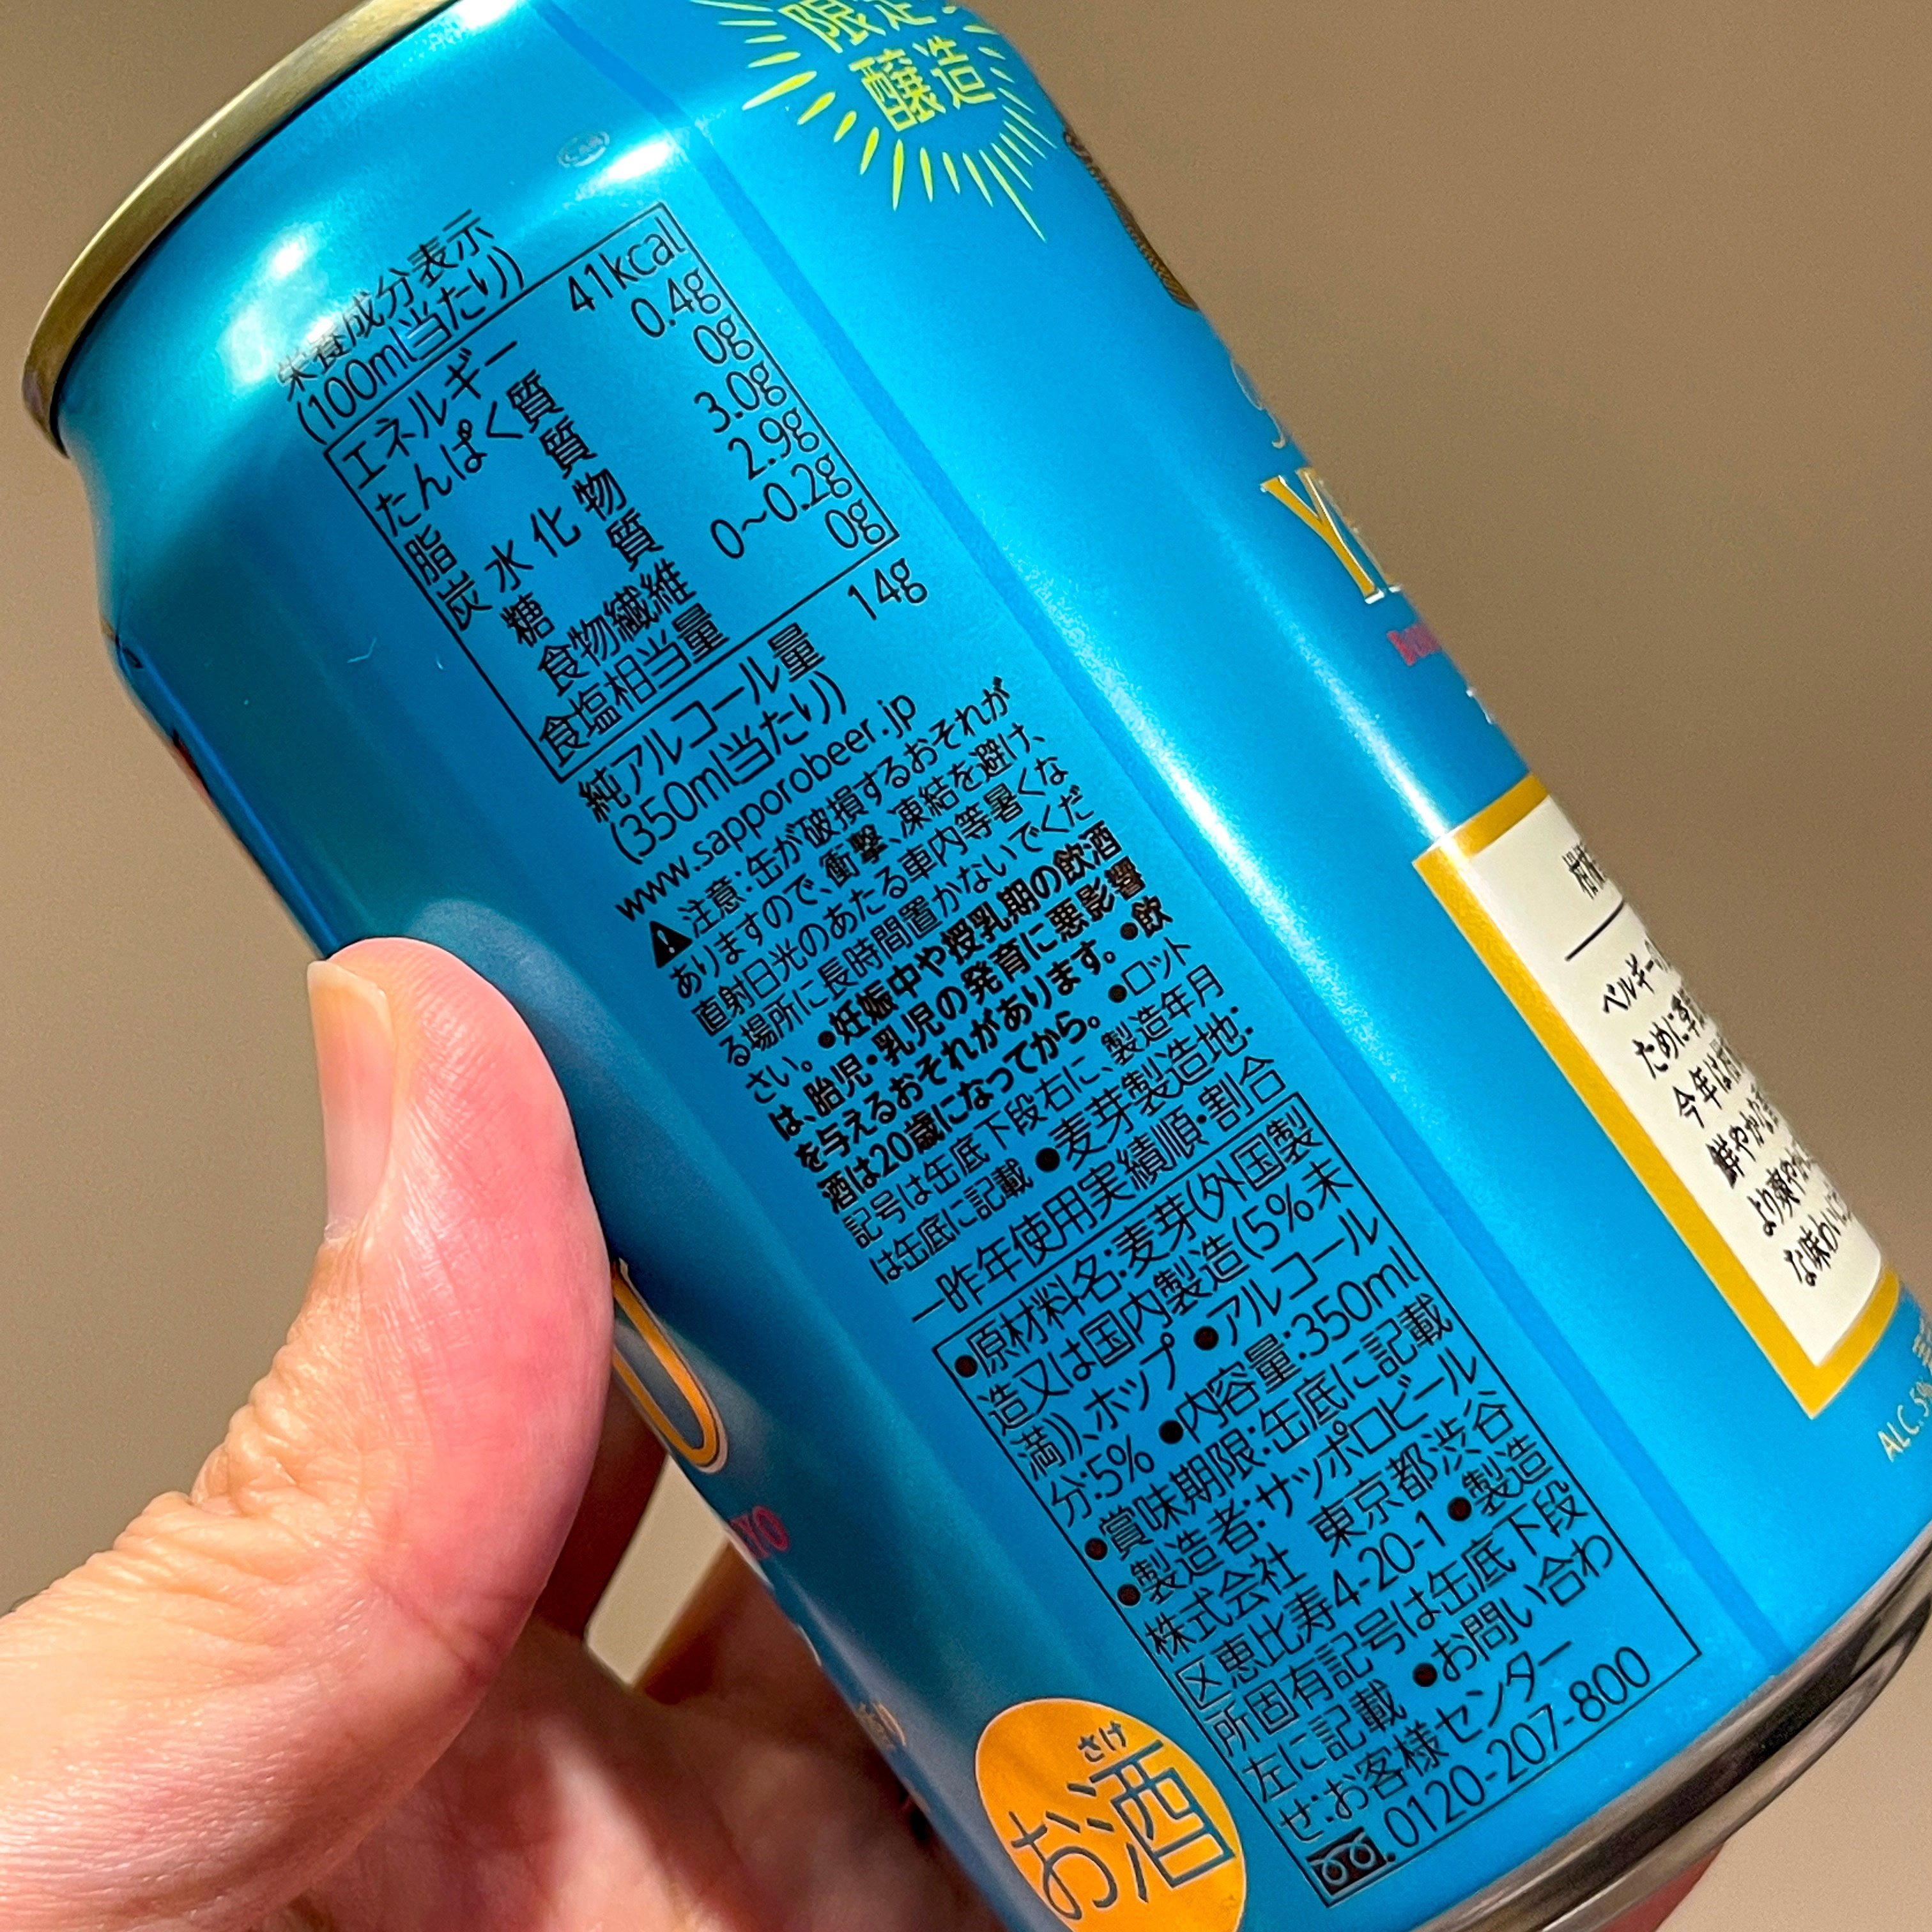 限定
醸造
栄養成分表示
(100ml当たり)
エネルギー 41kcal
たんぱく質 0.4g
脂質 0g
炭水化物 3.0g
糖質 2.9g
食物繊維 0~0.2g
食塩相当量 0g
純アルコール量 14g
(350ml当たり)
www.sapporobeer.jp
注意:缶が破損するおそれが
ありますので、衝撃、凍結を避け、
直射日光のあたる車内等暑くな
る場所に長時間置かないでくだ
さい。●妊娠中や授乳期の飲酒
は、胎児・乳児の発育に悪影響
を与えるおそれがあります。●飲
酒は20歳になってから。●ロット
記号は缶底下段右に、製造年月
は缶底に記載 ●麦芽製造地:
一昨年使用実績順・割合
●原材料名:麦芽(外国製
造又は国内製造(5%未
満))、ホップ ●アルコール
分:5% ●内容量:350ml
●賞味期限:缶底に記載
●製造者:サッポロビール
株式会社 東京都渋谷
区恵比寿4-20-1 ●製造
所固有記号は缶底下段
左に記載 ●お問い合わ
せ:お客様センター
0120-207-800
さけ
お酒
Y
ベルギー
ために
今年は
鮮やかな
より爽や
な味わい
ALC.5%